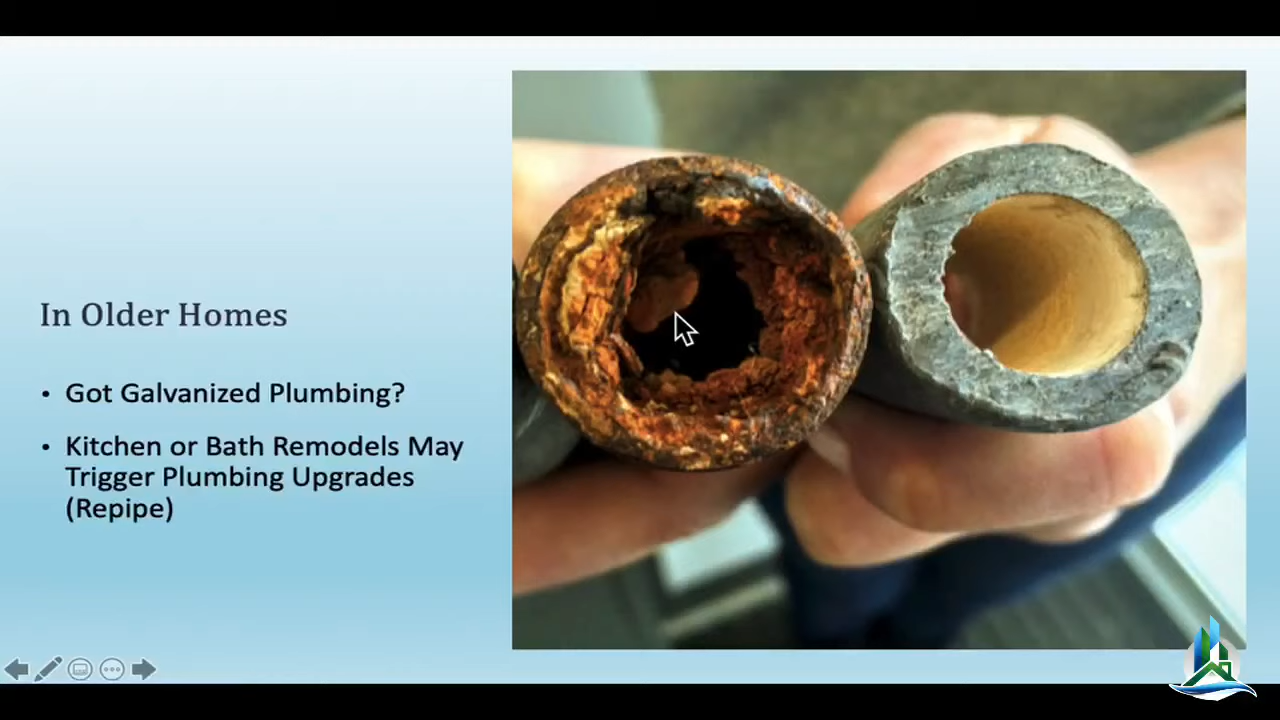 In Older Homes
• Got Galvanized Plumbing?
• Kitchen or Bath Remodels May
Trigger Plumbing Upgrades
(Repipe)